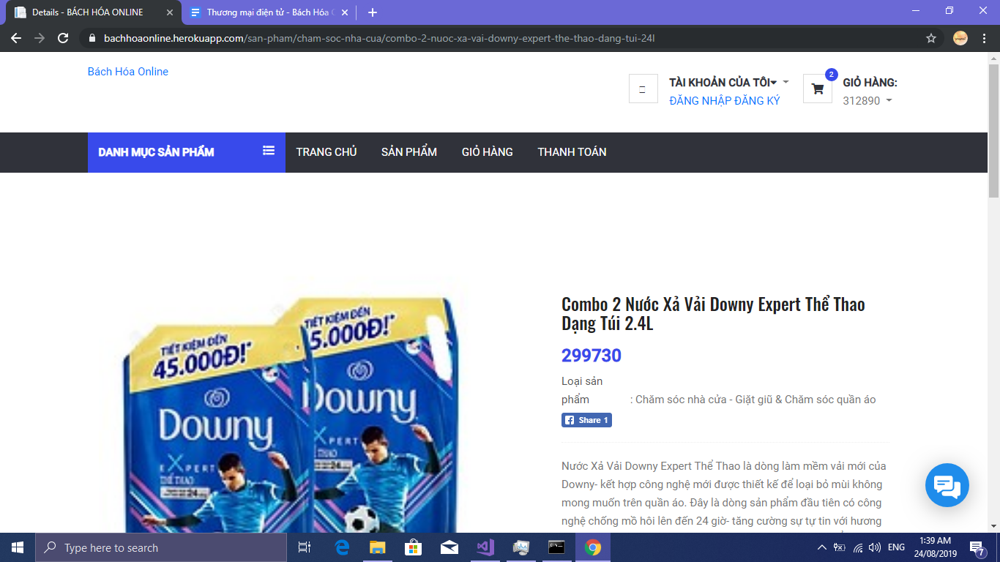 Details - BÁCH HÓA ONLINE
Thương mại điện tử - Bách Hóa
bachhoaonline.herokuapp.com/san-pham/cham-soc-nha-cua/combo-2-nuoc-xa-vai-downy-expert-the-thao-dang-tui-24l
Bách Hóa Online
TÀI KHOẢN CỦA TÔI
ĐĂNG NHẬP ĐĂNG KÝ
2
GIỎ HÀNG:
312890
DANH MỤC SẢN PHẨM
TRANG CHỦ
SẢN PHẨM
GIỎ HÀNG
THANH TOÁN
TIẾT KIỆM ĐẾN
45.000Đ!*
Downy
EXPERT
THỂ THAO
TIẾT KIỆM ĐẾN
5.000Đ!*
Downy
XPERT
THAO
Combo 2 Nước Xả Vải Downy Expert Thể Thao
Dạng Túi 2.4L
299730
Loại sản
phẩm : Chăm sóc nhà cửa - Giặt giũ & Chăm sóc quần áo
Share 1
Nước Xả Vải Downy Expert Thể Thao là dòng làm mềm vải mới của
Downy- kết hợp công nghệ mới được thiết kế để loại bỏ mùi không
mong muốn trên quần áo. Đây là dòng sản phẩm đầu tiên có công
nghệ chống mồ hôi lên đến 24 giờ- tăng cường sự tự tin với hương
Type here to search
ENG
1:39 AM
24/08/2019
7